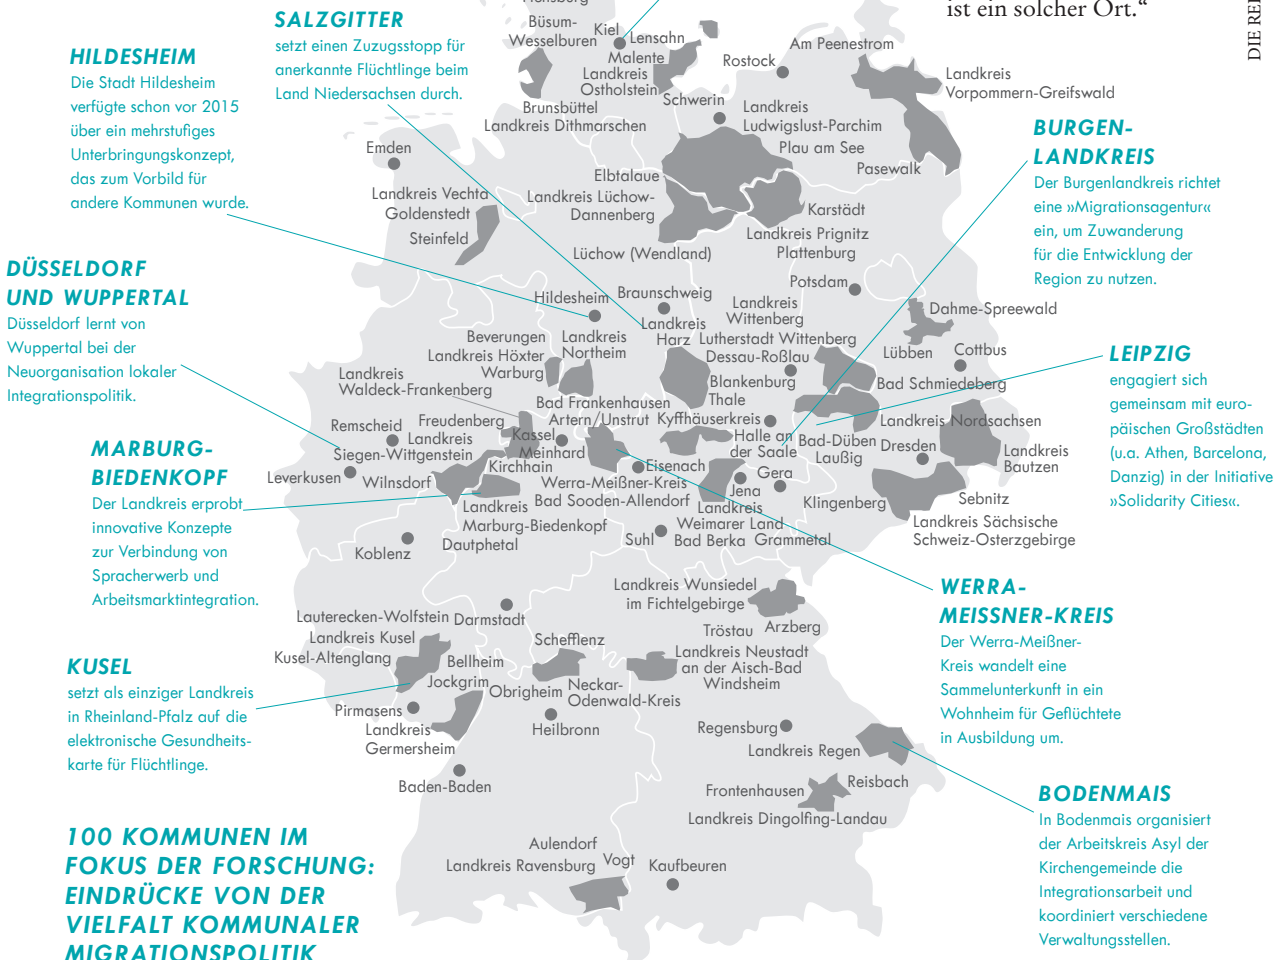 ist ein solcher Ort.“
SALZGITTER
setzt einen Zuzugsstopp für
anerkannte Flüchtlinge beim
Land Niedersachsen durch.
HILDESHEIM
Die Stadt Hildesheim
verfügte schon vor 2015
über ein mehrstufiges
Unterbringungskonzept,
das zum Vorbild für
andere Kommunen wurde.
DÜSSELDORF
UND WUPPERTAL
Düsseldorf lernt von
Wuppertal bei der
Neuorganisation lokaler
Integrationspolitik.
MARBURG-
BIEDENKOPF
Der Landkreis erprobt
innovative Konzepte
zur Verbindung von
Spracherwerb und
Arbeitsmarktintegration.
KUSEL
setzt als einziger Landkreis
in Rheinland-Pfalz auf die
elektronische Gesundheits-
karte für Flüchtlinge.
100 KOMMUNEN IM
FOKUS DER FORSCHUNG:
EINDRÜCKE VON DER
VIELFALT KOMMUNALER
MIGRATIONSPOLITIK
BURGEN-
LANDKREIS
Der Burgenlandkreis richtet
eine »Migrationsagentur«
ein, um Zuwanderung
für die Entwicklung der
Region zu nutzen.
LEIPZIG
engagiert sich
gemeinsam mit euro-
päischen Großstädten
(u.a. Athen, Barcelona,
Danzig) in der Initiative
»Solidarity Cities«.
WERRA-
MEISSNER-KREIS
Der Werra-Meißner-
Kreis wandelt eine
Sammelunterkunft in ein
Wohnheim für Geflüchtete
in Ausbildung um.
BODENMAIS
In Bodenmais organisiert
der Arbeitskreis Asyl der
Kirchengemeinde die
Integrationsarbeit und
koordiniert verschiedene
Verwaltungsstellen.
Büsum-
Wesselburen
Kiel
Lensahn
Malente
Landkreis
Ostholstein
Brunsbüttel
Landkreis Dithmarschen
Rostock
Am Peenestrom
Landkreis
Vorpommern-Greifswald
Schwerin
Landkreis
Ludwigslust-Parchim
Plau am See
Pasewalk
Emden
Elbtalaue
Landkreis Vechta
Goldenstedt
Steinfeld
Landkreis Lüchow-
Dannenberg
Lüchow (Wendland)
Karstädt
Landkreis Prignitz
Plattenburg
Potsdam
Hildesheim
Braunschweig
Landkreis
Wittenberg
Dahme-Spreewald
Landkreis
Harz
Lutherstadt Wittenberg
Dessau-Roßlau
Lübben
Cottbus
Beverungen
Landkreis Höxter
Warburg
Landkreis
Northeim
Landkreis
Waldeck-Frankenberg
Blankenburg
Thale
Bad Schmiedeberg
Bad Frankenhausen
Artern/Unstrut
Kyffhäuserkreis
Landkreis Nordsachsen
Remscheid
Freudenberg
Landkreis
Siegen-Wittgenstein
Kassel
Meinhard
Halle an
der Saale
Bad-Düben
Laußig
Dresden
Landkreis
Bautzen
Leverkusen
Wilnsdorf
Kirchhain
Eisenach
Werra-Meißner-Kreis
Bad Sooden-Allendorf
Gera
Jena
Klingenberg
Sebnitz
Landkreis
Marburg-Biedenkopf
Dautphetal
Landkreis
Weimarer Land
Bad Berka
Grammetal
Landkreis Sächsische
Schweiz-Osterzgebirge
Koblenz
Suhl
Landkreis Wunsiedel
im Fichtelgebirge
Tröstau
Arzberg
Lauterecken-Wolfstein
Landkreis Kusel
Kusel-Altenglang
Darmstadt
Schefflenz
Landkreis Neustadt
an der Aisch-Bad
Windsheim
Bellheim
Jockgrim
Obrigheim
Neckar-
Odenwald-Kreis
Pirmasens
Landkreis
Germersheim
Heilbronn
Regensburg
Landkreis Regen
Baden-Baden
Frontenhausen
Reisbach
Landkreis Dingolfing-Landau
Aulendorf
Landkreis Ravensburg
Vogt
Kaufbeuren